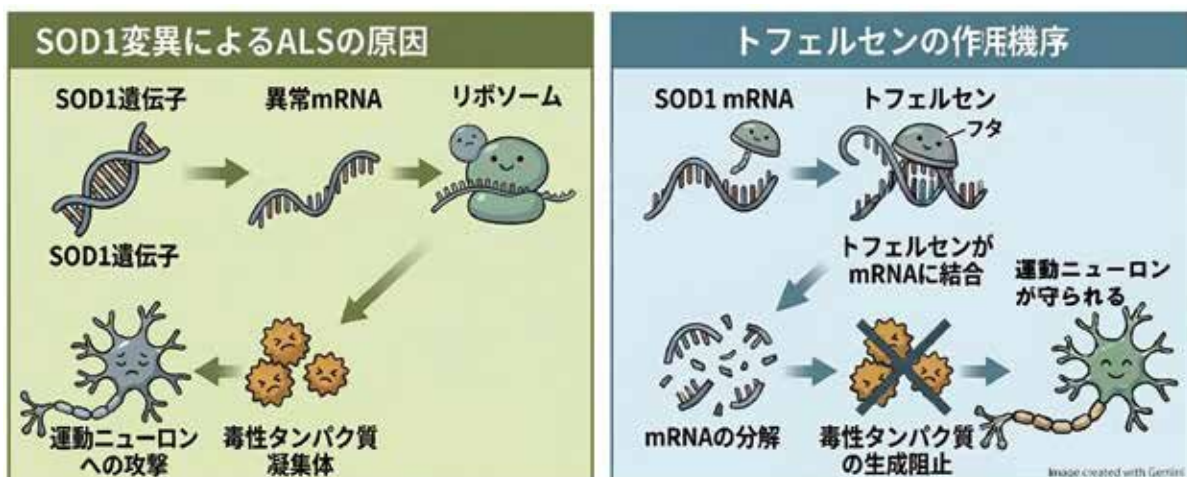 SOD1変異によるALSの原因
SOD1遺伝子
異常mRNA
リボソーム
SOD1遺伝子
運動ニューロン
への攻撃
毒性タンパク質
凝集体
トフェルセンの作用機序
SOD1 mRNA
トフェルセン
フタ
トフェルセンが
mRNAに結合
運動ニューロン
が守られる
mRNAの分解
毒性タンパク質
の生成阻止
Image created with Gemini